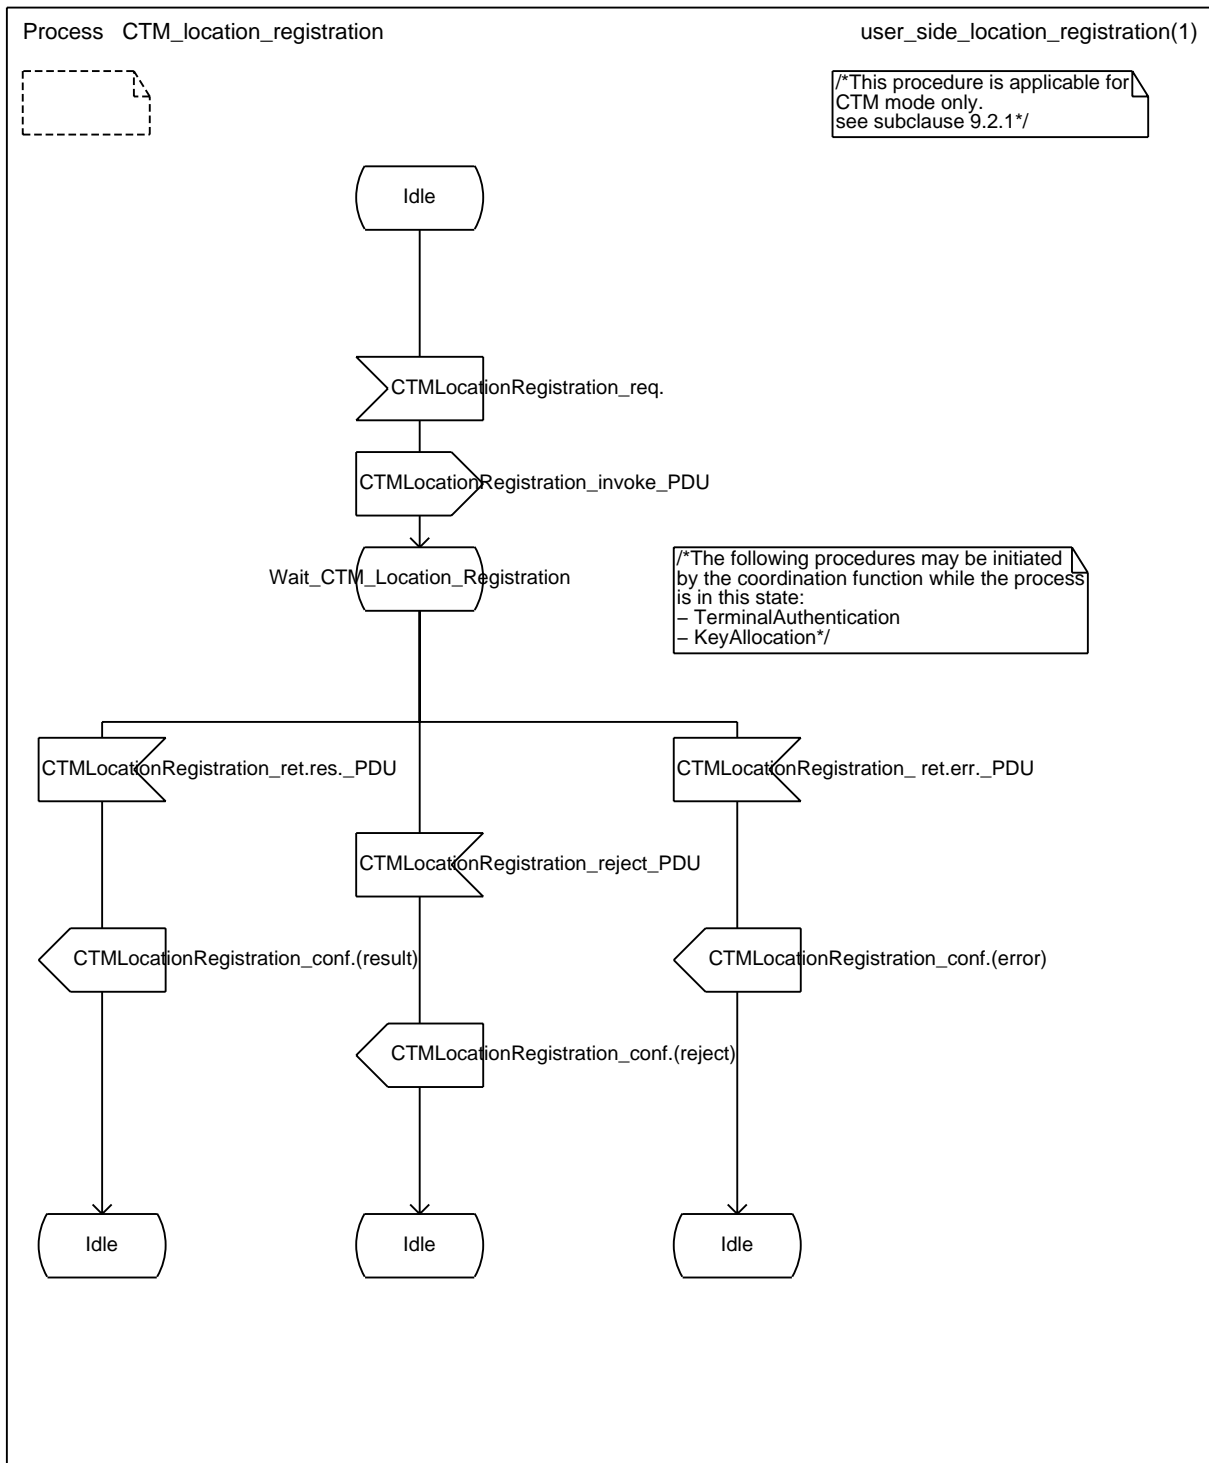 Process CTM_location_registration
user_side_location_registration(1)
/*This procedure is applicable for
CTM mode only.
see subclause 9.2.1*/
Idle
CTMLocationRegistration_req.
CTMLocationRegistration_invoke_PDU
Wait_CTM_Location_Registration
/*The following procedures may be initiated
by the coordination function while the process
is in this state:
– TerminalAuthentication
– KeyAllocation*/
CTMLocationRegistration_ret.res._PDU
CTMLocationRegistration_ ret.err._PDU
CTMLocationRegistration_reject_PDU
CTMLocationRegistration_conf.(result)
CTMLocationRegistration_conf.(error)
CTMLocationRegistration_conf.(reject)
Idle
Idle
Idle